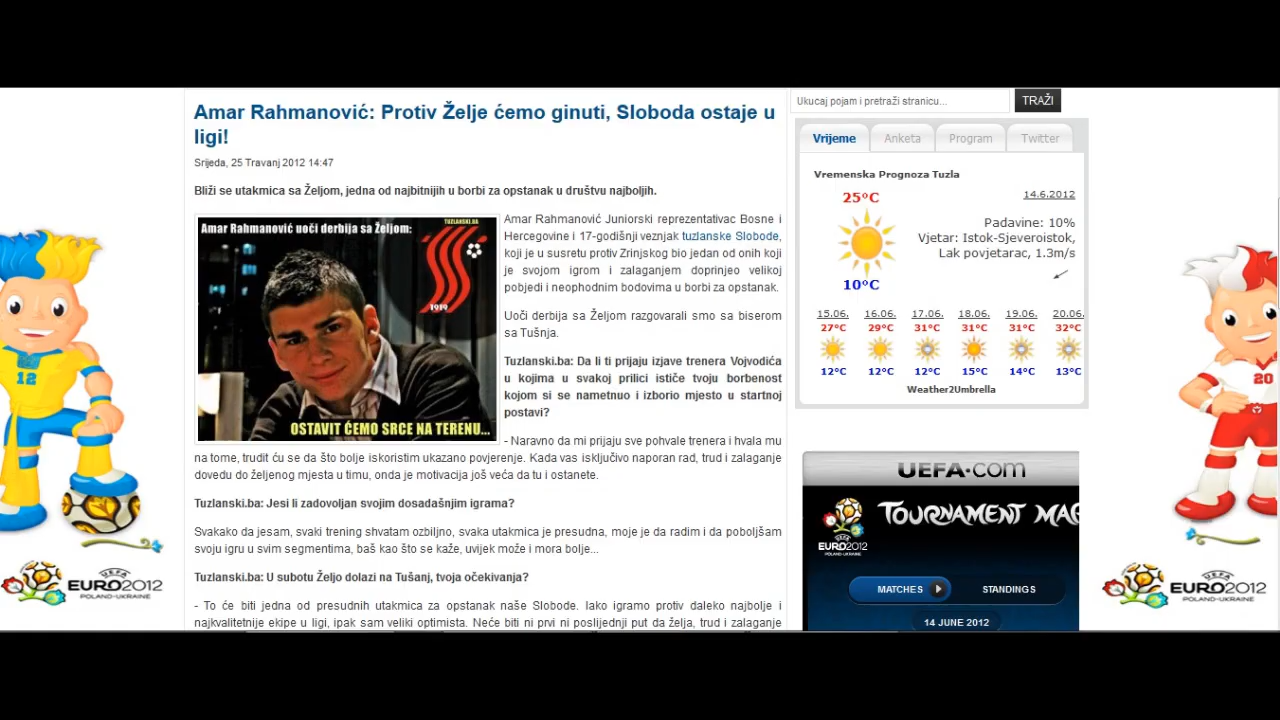 Amar Rahmanović: Protiv Želje ćemo ginuti, Sloboda ostaje u
ligi!
Srijeda, 25 Travanj 2012 14:47
Bliži se utakmica sa Željom, jedna od najbitnijih u borbi za opstanak u društvu najboljih.
TUZLANSKI.BA
Amar Rahmanović uoči derbija sa Željom:
1919
OSTAVIT ĆEMO SRCE NA TERENU...
Amar Rahmanović Juniorski reprezentativac Bosne i
Hercegovine i 17-godišnji veznjak tuzlanske Slobode,
koji je u susretu protiv Zrinjskog bio jedan od onih koji
je svojom igrom i zalaganjem doprinjeo velikoj
pobjedi i neophodnim bodovima u borbi za opstanak.
Uoči derbija sa Željom razgovarali smo sa biserom
sa Tušnja.
Tuzlanski.ba: Da li ti prijaju izjave trenera Vojvodića
u kojima u svakoj prilici ističe tvoju borbenost
kojom si se nametnuo i izborio mjesto u startnoj
postavi?
- Naravno da mi prijaju sve pohvale trenera i hvala mu
na tome, trudit ću se da što bolje iskoristim ukazano povjerenje. Kada vas isključivo naporan rad, trud i zalaganje
dovedu do željenog mjesta u timu, onda je motivacija još veća da tu i ostanete.
Tuzlanski.ba: Jesi li zadovoljan svojim dosadašnjim igrama?
Svakako da jesam, svaki trening shvatam ozbiljno, svaka utakmica je presudna, moje je da radim i da poboljšam
svoju igru u svim segmentima, baš kao što se kaže, uvijek može i mora bolje...
Tuzlanski.ba: U subotu Željo dolazi na Tušanj, tvoja očekivanja?
- To će biti jedna od presudnih utakmica za opstanak naše Slobode. Iako igramo protiv daleko najbolje i
najkvalitetnije ekipe u ligi, ipak sam veliki optimista. Neće biti ni prvi ni posljednji put da želja, trud i zalaganje
Ukucaj pojam i pretraži stranicu...
TRAŽI
Vrijeme Anketa Program Twitter
Vremenska Prognoza Tuzla
25°C
14.6.2012
Padavine: 10%
Vjetar: Istok-Sjeveroistok,
Lak povjetarac, 1.3m/s
10°C
15.06. 16.06. 17.06. 18.06. 19.06. 20.06.
27°C 29°C 31°C 31°C 31°C 32°C
12°C 12°C 12°C 15°C 14°C 13°C
Weather2Umbrella
UEFA.COM
UEFA
EURO2012
POLAND-UKRAINE
TOURNAMENT MAP
MATCHES
STANDINGS
14 JUNE 2012
12
UEFA
EURO2012
POLAND-UKRAINE
20
UEFA
EURO2012
POLAND-UKRAINE